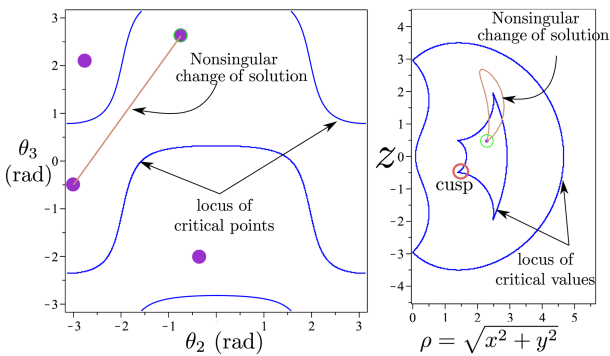 3
2
1
0
-1
-2
-3
θ₃
(rad)
Nonsingular
change of solution
locus of
critical points
-3
-2
-1
0
1
2
3
θ₂ (rad)
4
3
2
1
0
-1
-2
-3
-4
z
Nonsingular
change of solution
cusp
locus of
critical values
0
1
2
3
4
5
ρ = √x² + y²